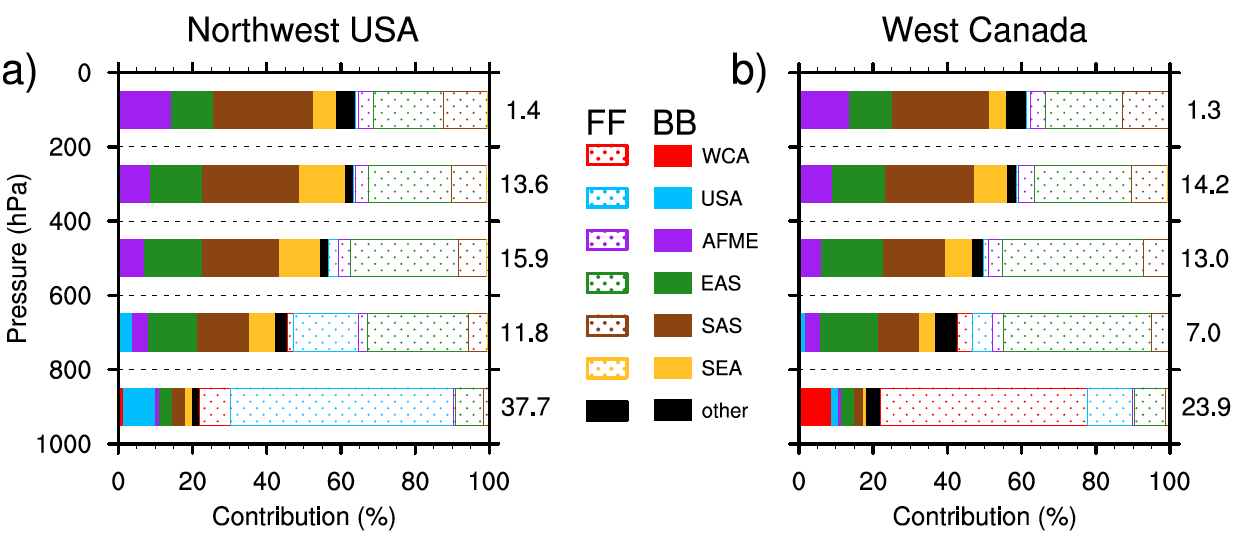 Northwest USA
West Canada
a)
b)
0
200
400
600
800
1000
Pressure (hPa)
1.4
13.6
15.9
11.8
37.7
0 20 40 60 80 100
Contribution (%)
FF BB
WCA
USA
AFME
EAS
SAS
SEA
other
1.3
14.2
13.0
7.0
23.9
0 20 40 60 80 100
Contribution (%)